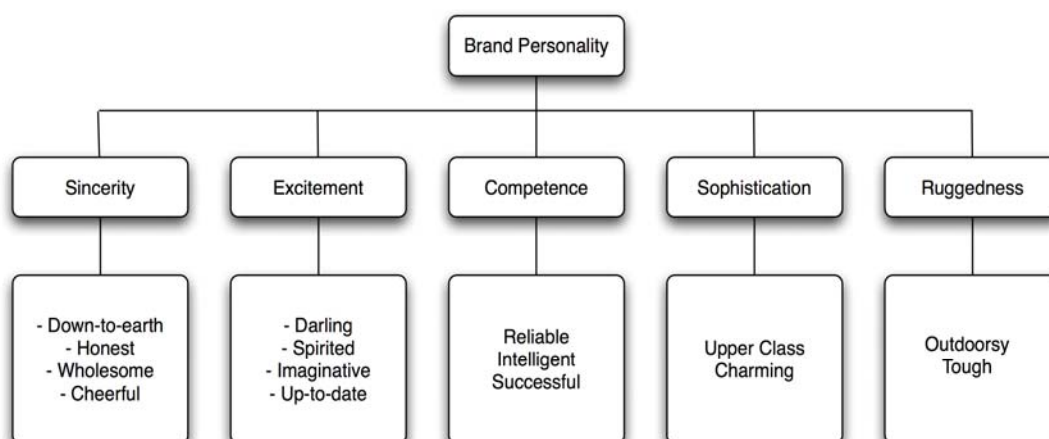 Brand Personality
Sincerity
Excitement
Competence
Sophistication
Ruggedness
- Down-to-earth
- Honest
- Wholesome
- Cheerful
- Darling
- Spirited
- Imaginative
- Up-to-date
Reliable
Intelligent
Successful
Upper Class
Charming
Outdoorsy
Tough